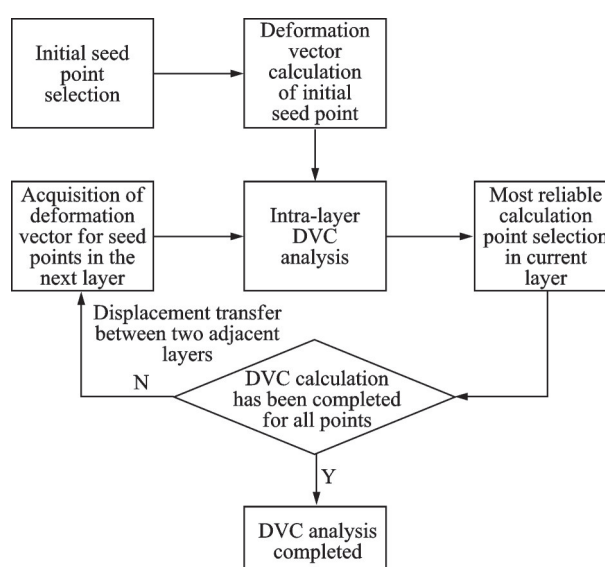 Initial seed
point
selection
Deformation
vector
calculation
of initial
seed point
Acquisition of
deformation
vector for seed
points in the
next layer
Intra-layer
DVC
analysis
Most reliable
calculation
point selection
in current
layer
Displacement transfer
between two adjacent
layers
N
DVC calculation
has been completed
for all points
Y
DVC analysis
completed